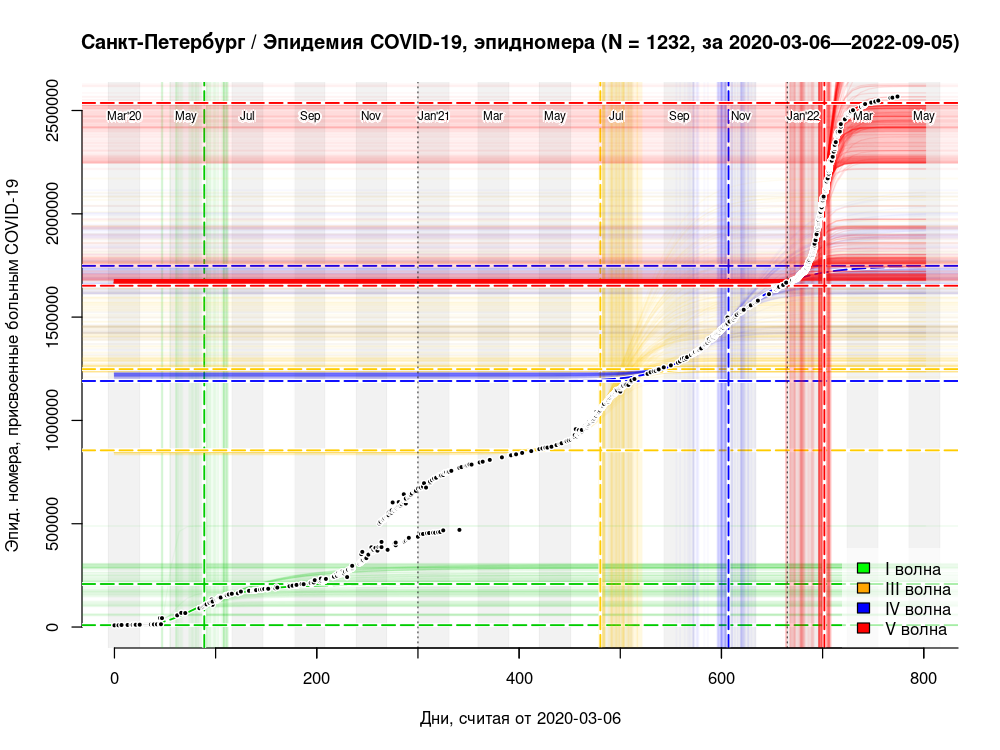 Санкт-Петербург / Эпидемия COVID-19, эпидномера (N = 1232, за 2020-03-06—2022-09-05)
Эпид. номера, присвоенные больным COVID-19
2500000
2000000
1500000
1000000
500000
0
Mar'20 May Jul Sep Nov Jan'21 Mar May Jul Sep Nov Jan'22 Mar May
I волна
III волна
IV волна
V волна
0 200 400 600 800
Дни, считая от 2020-03-06